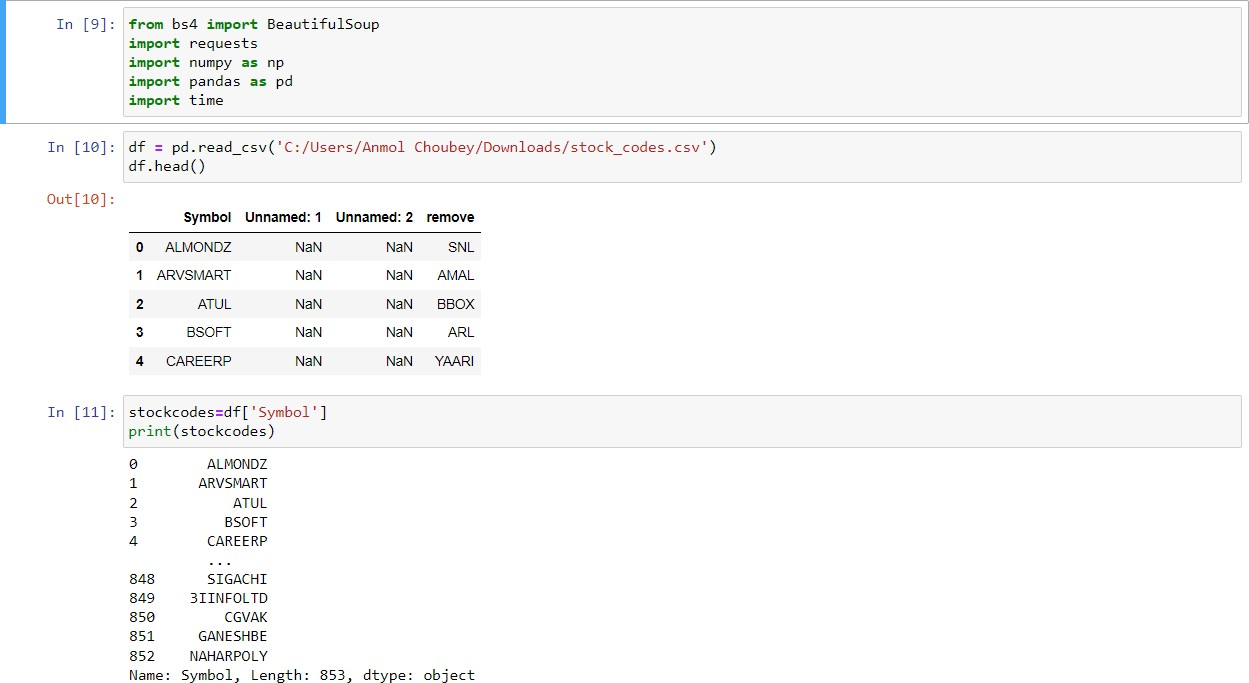 In [9]: from bs4 import BeautifulSoup
import requests
import numpy as np
import pandas as pd
import time
In [10]: df = pd.read_csv('C:/Users/Anmol Choubey/Downloads/stock_codes.csv')
df.head()
Out[10]:
Symbol Unnamed: 1 Unnamed: 2 remove
0 ALMONDZ NaN NaN SNL
1 ARVSMART NaN NaN AMAL
2 ATUL NaN NaN BBOX
3 BSOFT NaN NaN ARL
4 CAREERP NaN NaN YAARI
In [11]: stockcodes=df['Symbol']
print(stockcodes)
0 ALMONDZ
1 ARVSMART
2 ATUL
3 BSOFT
4 CAREERP
...
848 SIGACHI
849 3IINFOLTD
850 CGVAK
851 GANESHBE
852 NAHARPOLY
Name: Symbol, Length: 853, dtype: object